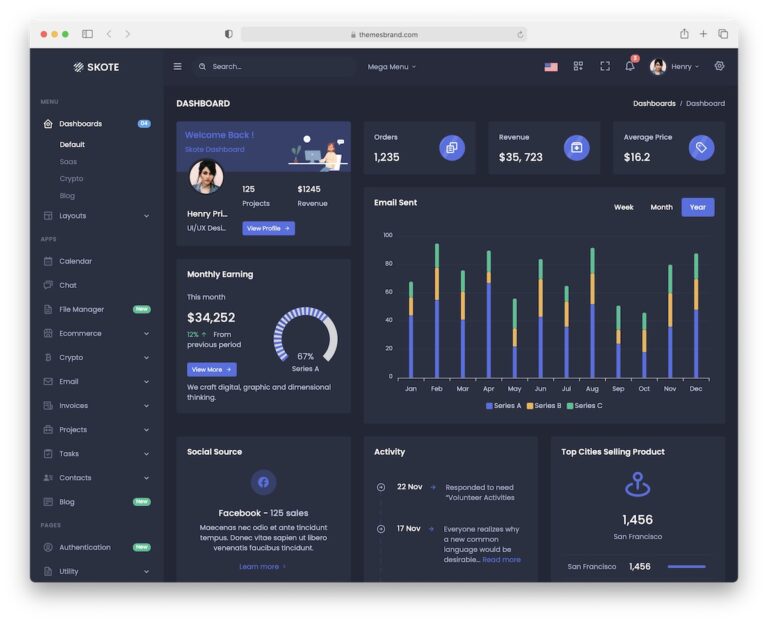 themesbrand.com
SKOTE
Search...
Mega Menu
3
Henry
MENU
Dashboards
04
Default
Saas
Crypto
Blog
Layouts
APPS
Calendar
Chat
File Manager
New
Ecommerce
Crypto
Email
Invoices
Projects
Tasks
Contacts
Blog
New
PAGES
Authentication
New
Utility
DASHBOARD
Dashboards / Dashboard
Welcome Back !
Skote Dashboard
Henry Pri...
UI/UX Desi...
125
Projects
$1245
Revenue
View Profile →
Orders
1,235
Revenue
$35, 723
Average Price
$16.2
Monthly Earning
This month
$34,252
12% ↑ From
previous period
View More →
67%
Series A
We craft digital, graphic and dimensional
thinking.
Email Sent
Week Month Year
100
80
60
40
20
0
Jan Feb Mar Apr May Jun Jul Aug Sep Oct Nov Dec
Series A Series B Series C
Social Source
Facebook - 125 sales
Maecenas nec odio et ante tincidunt
tempus. Donec vitae sapien ut libero
venenatis faucibus tincidunt.
Learn more
Activity
22 Nov → Responded to need
“Volunteer Activities
17 Nov → Everyone realizes why
a new common
language would be
desirable... Read more
Top Cities Selling Product
1,456
San Francisco
San Francisco 1,456